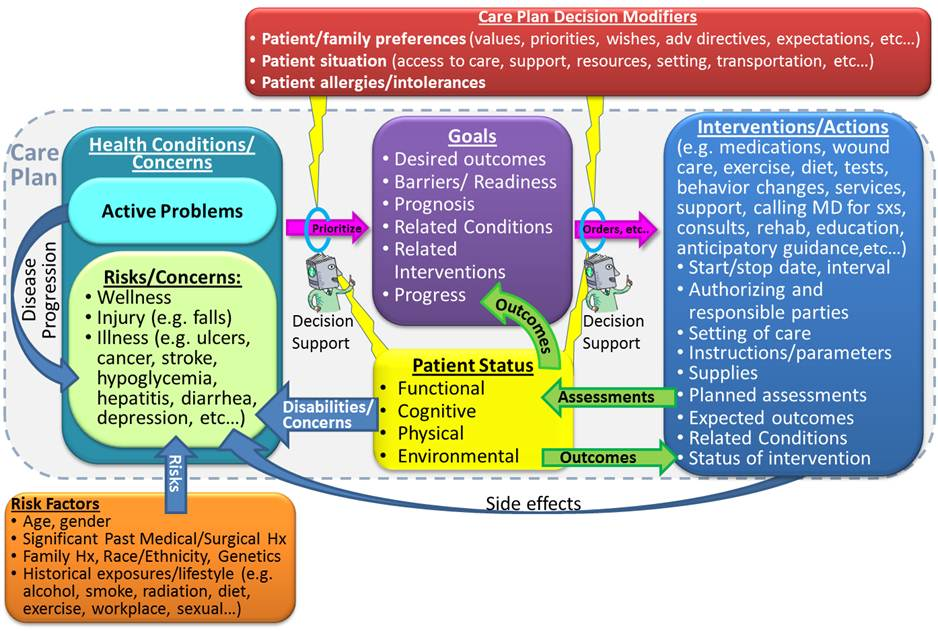 Care Plan Decision Modifiers
• Patient/family preferences (values, priorities, wishes, adv directives, expectations, etc...)
• Patient situation (access to care, support, resources, setting, transportation, etc...)
• Patient allergies/intolerances
Care
Plan
Health Conditions/
Concerns
Active Problems
Disease
Progression
Risks/Concerns:
• Wellness
• Injury (e.g. falls)
• Illness (e.g. ulcers,
cancer, stroke,
hypoglycemia,
hepatitis, diarrhea,
depression, etc...)
Prioritize
Decision
Support
Goals
• Desired outcomes
• Barriers/ Readiness
• Prognosis
• Related Conditions
• Related
Interventions
• Progress
Orders, etc..
Decision
Support
Outcomes
Patient Status
• Functional
• Cognitive
• Physical
• Environmental
Disabilities/
Concerns
Assessments
Outcomes
Interventions/Actions
(e.g. medications, wound
care, exercise, diet, tests,
behavior changes, services,
support, calling MD for sxs,
consults, rehab, education,
anticipatory guidance,etc...)
• Start/stop date, interval
• Authorizing and
responsible parties
• Setting of care
• Instructions/parameters
• Supplies
• Planned assessments
• Expected outcomes
• Related Conditions
• Status of intervention
Side effects
Risks
Risk Factors
• Age, gender
• Significant Past Medical/Surgical Hx
• Family Hx, Race/Ethnicity, Genetics
• Historical exposures/lifestyle (e.g.
alcohol, smoke, radiation, diet,
exercise, workplace, sexual...)